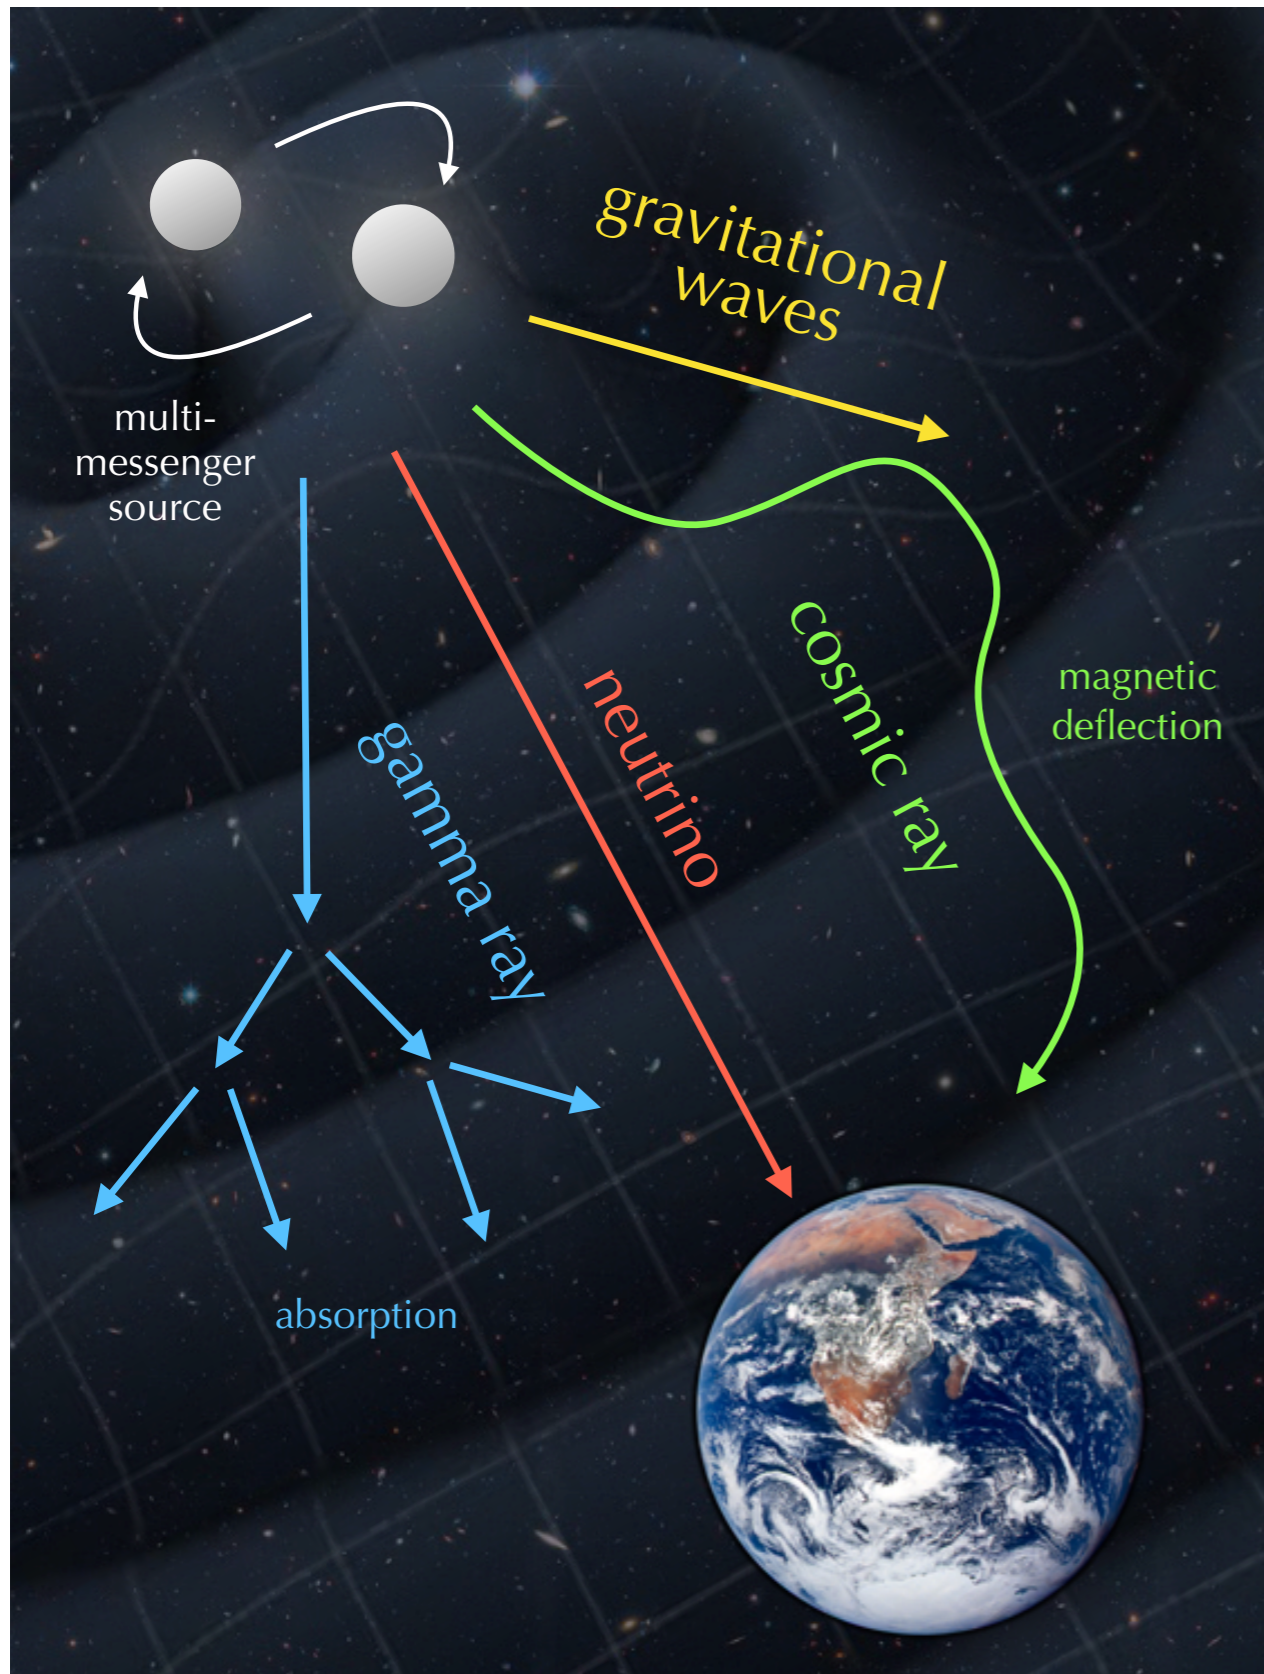 gravitational
waves
multi-
messenger
source
gamma ray
neutrino
cosmic ray
magnetic
deflection
absorption